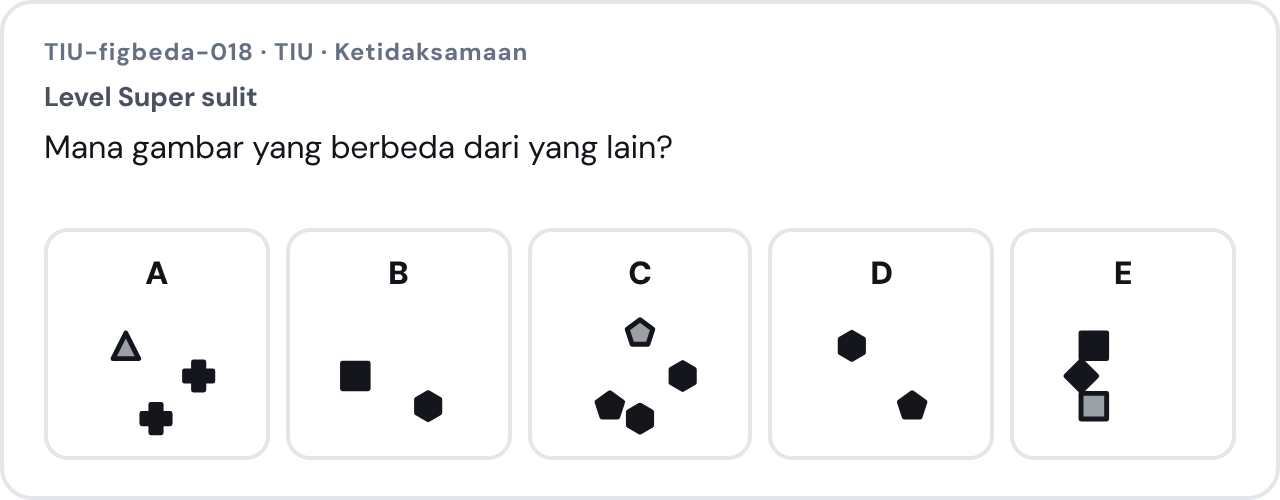 TIU-figbeda-018 · TIU · Ketidaksamaan
Level Super sulit
Mana gambar yang berbeda dari yang lain?
A B C D E